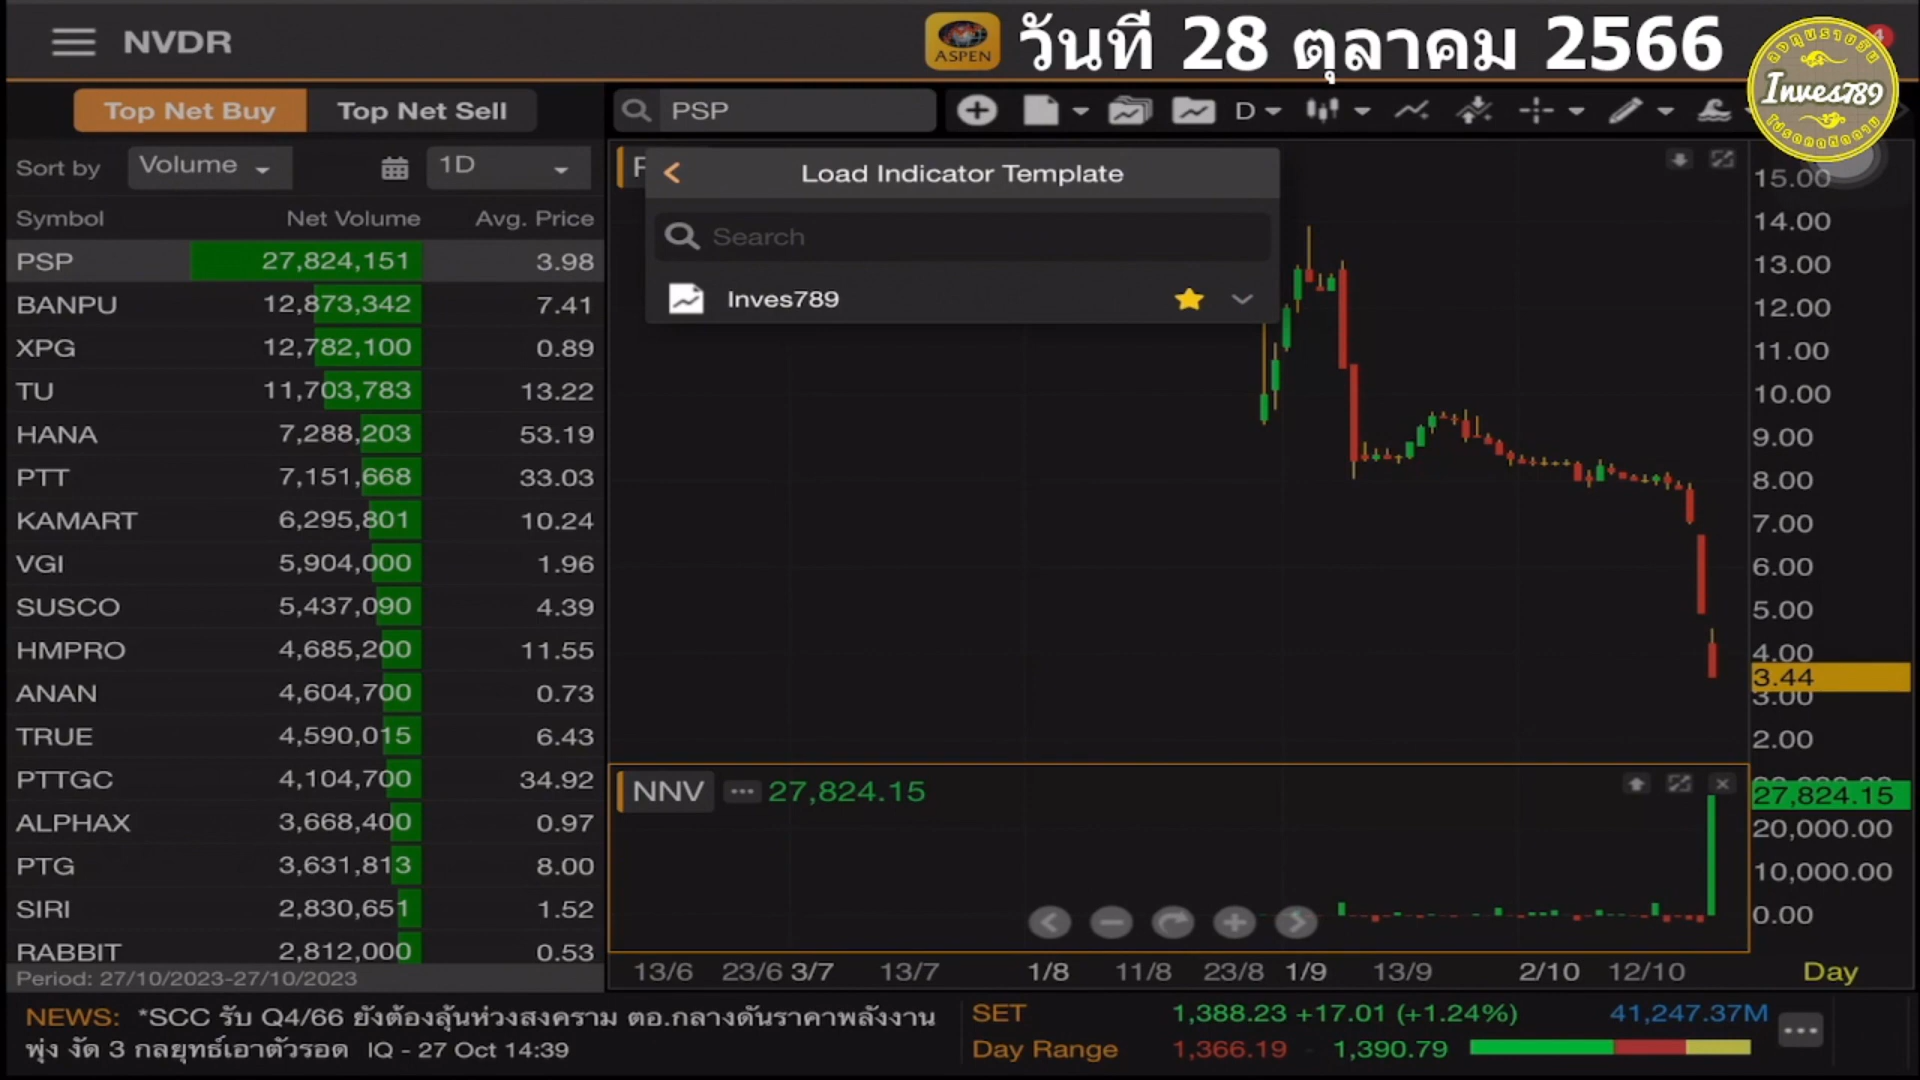 NVDR
ASPEN
วันที่ 28 ตุลาคม 2566
Inves789
4
Top Net Buy
Top Net Sell
PSP
D
Sort by
Volume
1D
Symbol Net Volume Avg. Price
PSP 27,824,151 3.98
BANPU 12,873,342 7.41
XPG 12,782,100 0.89
TU 11,703,783 13.22
HANA 7,288,203 53.19
PTT 7,151,668 33.03
KAMART 6,295,801 10.24
VGI 5,904,000 1.96
SUSCO 5,437,090 4.39
HMPRO 4,685,200 11.55
ANAN 4,604,700 0.73
TRUE 4,590,015 6.43
PTTGC 4,104,700 34.92
ALPHAX 3,668,400 0.97
PTG 3,631,813 8.00
SIRI 2,830,651 1.52
RABBIT 2,812,000 0.53
Period: 27/10/2023-27/10/2023
Load Indicator Template
Search
Inves789
15.00
14.00
13.00
12.00
11.00
10.00
9.00
8.00
7.00
6.00
5.00
4.00
3.44
3.00
2.00
NNV 27,824.15
27,824.15
20,000.00
10,000.00
0.00
13/6 23/6 3/7 13/7 1/8 11/8 23/8 1/9 13/9 2/10 12/10 Day
NEWS: *SCC รับ Q4/66 ยังต้องลุ้นห่วงสงคราม ตอ.กลางดันราคาพลังงาน
พุ่ง งัด 3 กลยุทธ์เอาตัวรอด IQ - 27 Oct 14:39
SET 1,388.23 +17.01 (+1.24%) 41,247.37M
Day Range 1,366.19 - 1,390.79